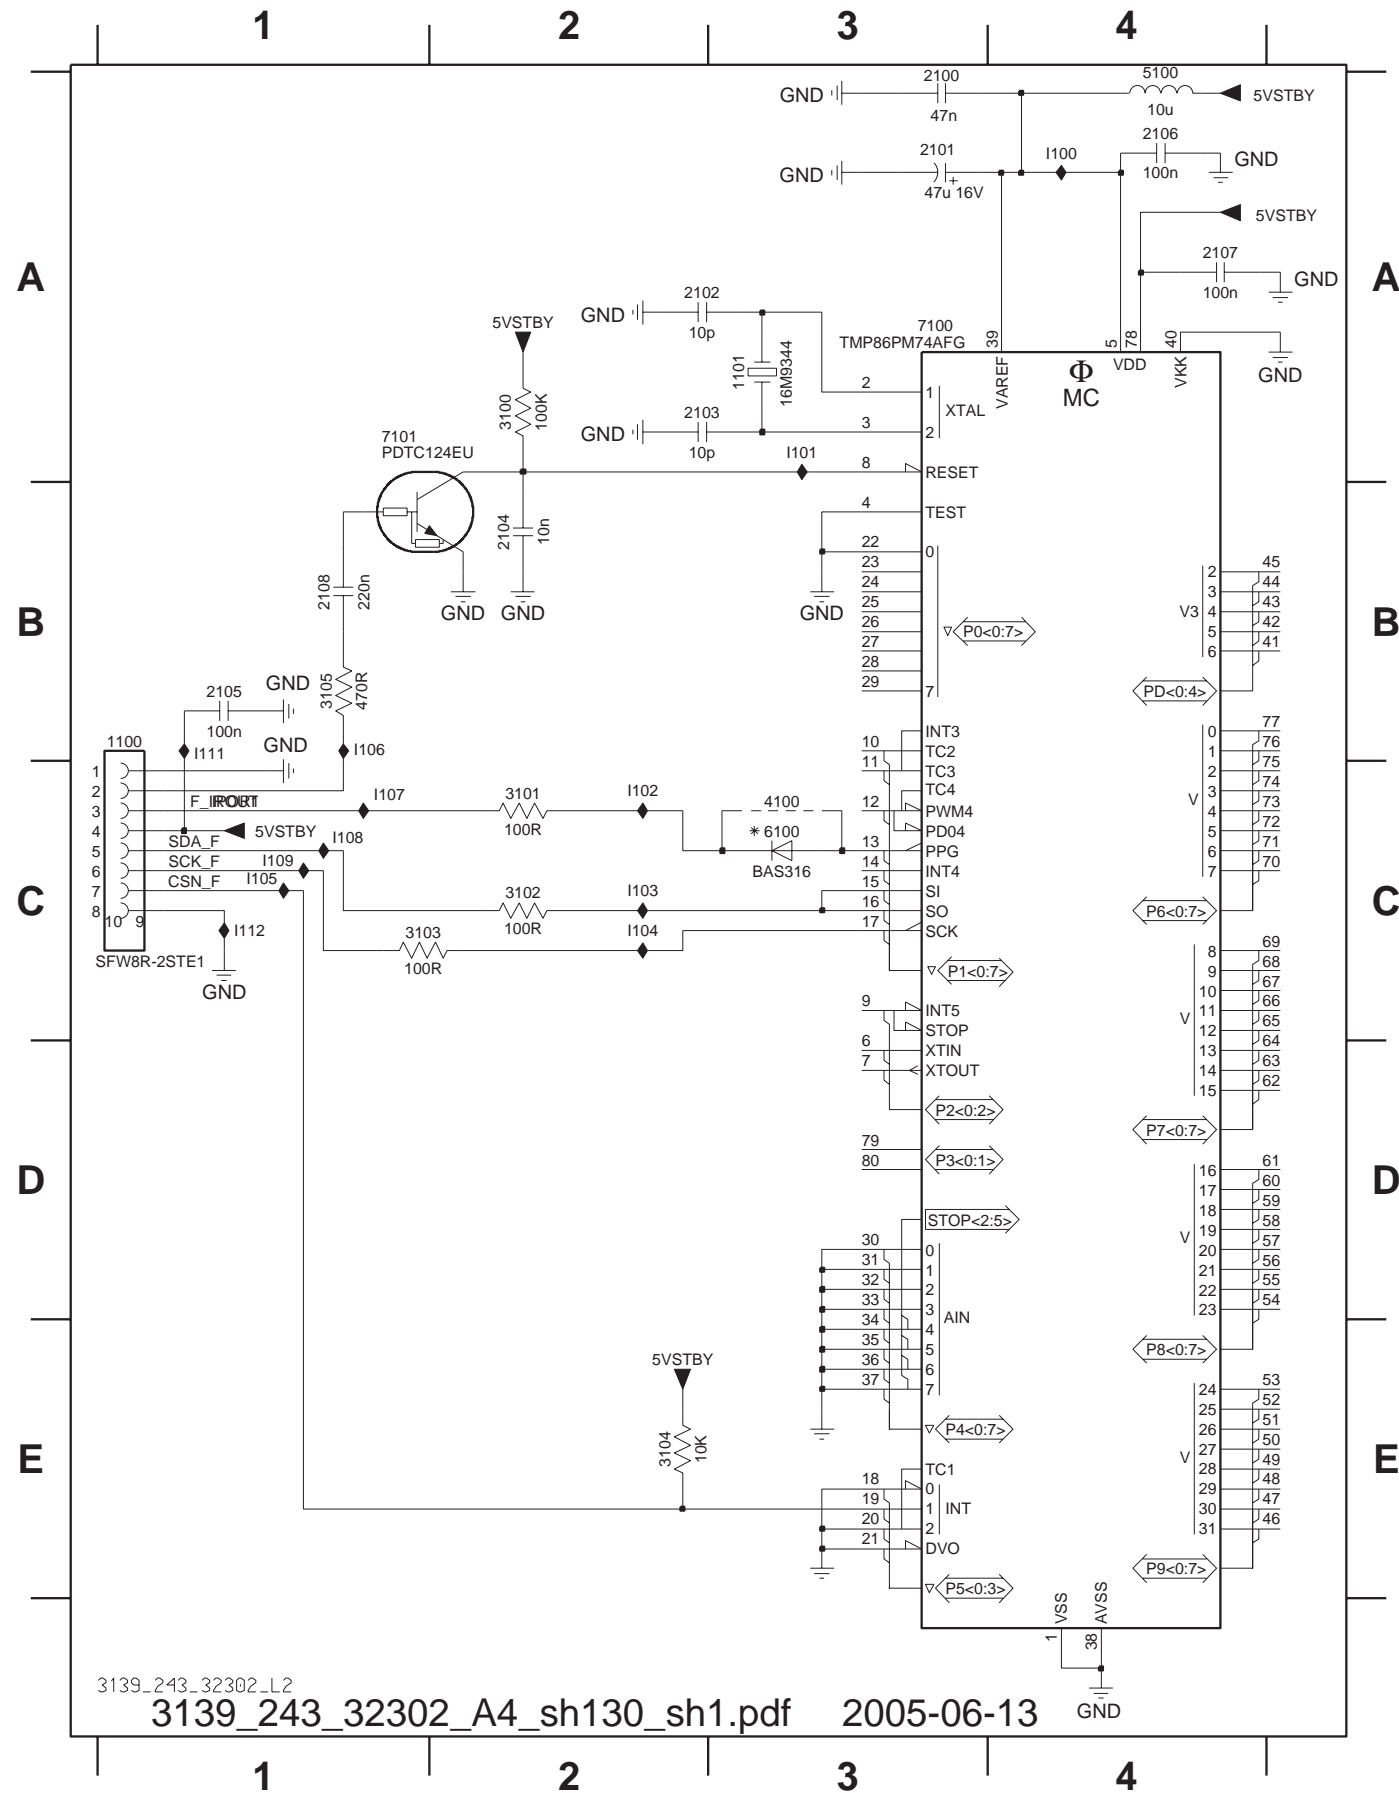 1 2 3 4
2100 5100
GND 5VSTBY
47n 10u
2106
2101 I100
GND GND
47u 16V + 100n
5VSTBY
2107
A A
GND
100n
2102
5VSTBY GND 7100
10p TMP86PM74AFG 39 5 78 40
VAREF VDD VKK GND
1101 16M9344 Φ
MC
2 1
XTAL
3100 100K
2103
GND 3 2
10p
7101
PDTC124EU
I101 8 RESET
4 TEST
2104 10n
22 0
23
24
25
26
27
28
29 7
P0<0:7>
2108 220n
GND GND GND
B B
2 45
3 44
V3 4 43
5 42
6 41
PD<0:4>
3105 470R
2105 GND
100n
1100 I111 GND I106
0 77
1 76
2 75
3 74
V 4 73
5 72
6 71
7 70
P6<0:7>
INT3
10 TC2
11 TC3
TC4
12 PWM4
PD04
13 PPG
14 INT4
15 SI
16 SO
17 SCK
P1<0:7>
1
2
3 I107 3101 I102 4100
4 5VSTBY 100R * 6100
5 SDA_F I108 BAS316
6 SCK_F I109
7 CSN_F I105 3102 I103
8 100R
10 9 I112 3103 I104
SFW8R-2STE1 100R
GND
C C
8 69
9 68
10 67
V 11 66
12 65
13 64
14 63
15 62
P7<0:7>
9 INT5
STOP
6 XTIN
7 XTOUT
P2<0:2>
79
80 P3<0:1>
D D
16 61
17 60
18 59
V 19 58
20 57
21 56
22 55
23 54
P8<0:7>
STOP<2:5>
30 0
31 1
32 2
33 3 AIN
34 4
35 5
36 6
37 7
P4<0:7>
5VSTBY
3104 10K
E E
24 53
25 52
26 51
V 27 50
28 49
29 48
30 47
31 46
P9<0:7>
TC1
18 0
19 1 INT
20 2
21 DVO
P5<0:3>
VSS AVSS
1 38
GND
3139_243_32302_L2
3139_243_32302_A4_sh130_sh1.pdf 2005-06-13
1 2 3 4